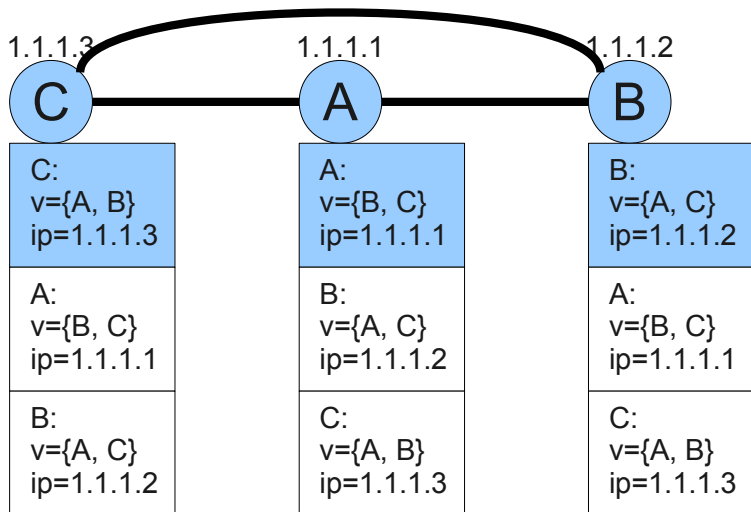 1.1.1.3
1.1.1.1
1.1.1.2
C
A
B
C:
v={A, B}
ip=1.1.1.3
A:
v={B, C}
ip=1.1.1.1
B:
v={A, C}
ip=1.1.1.2
A:
v={B, C}
ip=1.1.1.1
B:
v={A, C}
ip=1.1.1.2
C:
v={A, B}
ip=1.1.1.3
B:
v={A, C}
ip=1.1.1.2
A:
v={B, C}
ip=1.1.1.1
C:
v={A, B}
ip=1.1.1.3